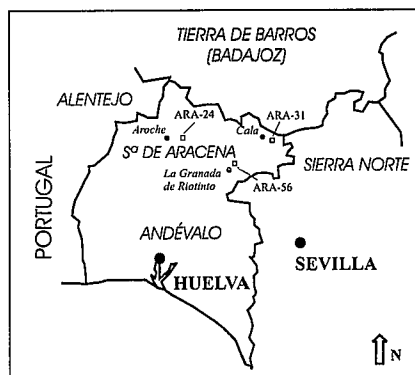 TIERRA DE BARROS
(BADAJOZ)
ALENTEJO
ARA-24
ARA-31
Aroche
Cala
Sª DE ARACENA
SIERRA NORTE
La Granada
de Riotinto
ARA-56
PORTUGAL
ANDÉVALO
SEVILLA
HUELVA
N